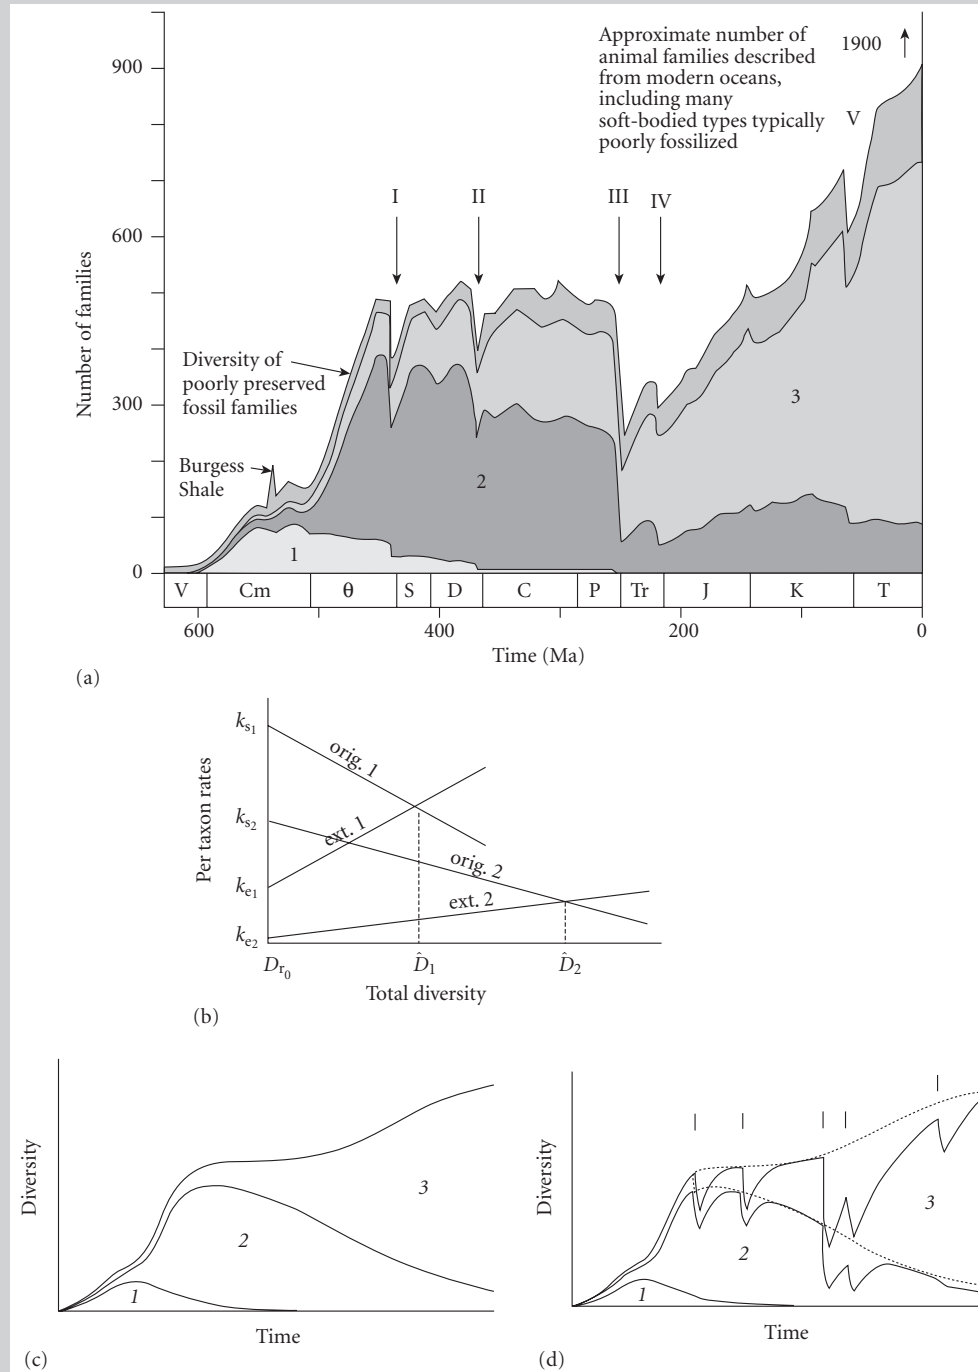 Approximate number of
animal families described
from modern oceans,
including many
soft-bodied types typically
poorly fossilized
1900
V
900
600
300
0
Number of families
I
II
III
IV
Diversity of
poorly preserved
fossil families
Burgess
Shale
1
2
3
V Cm θ S D C P Tr J K T
600 400 200 0
Time (Ma)
(a)
Per taxon rates
k_s₁
k_s₂
k_e₁
k_e₂
orig. 1
ext. 1
orig. 2
ext. 2
D_r₀ D̂₁ D̂₂
Total diversity
(b)
Diversity
1
2
3
Time
(c)
Diversity
1
2
3
Time
(d)